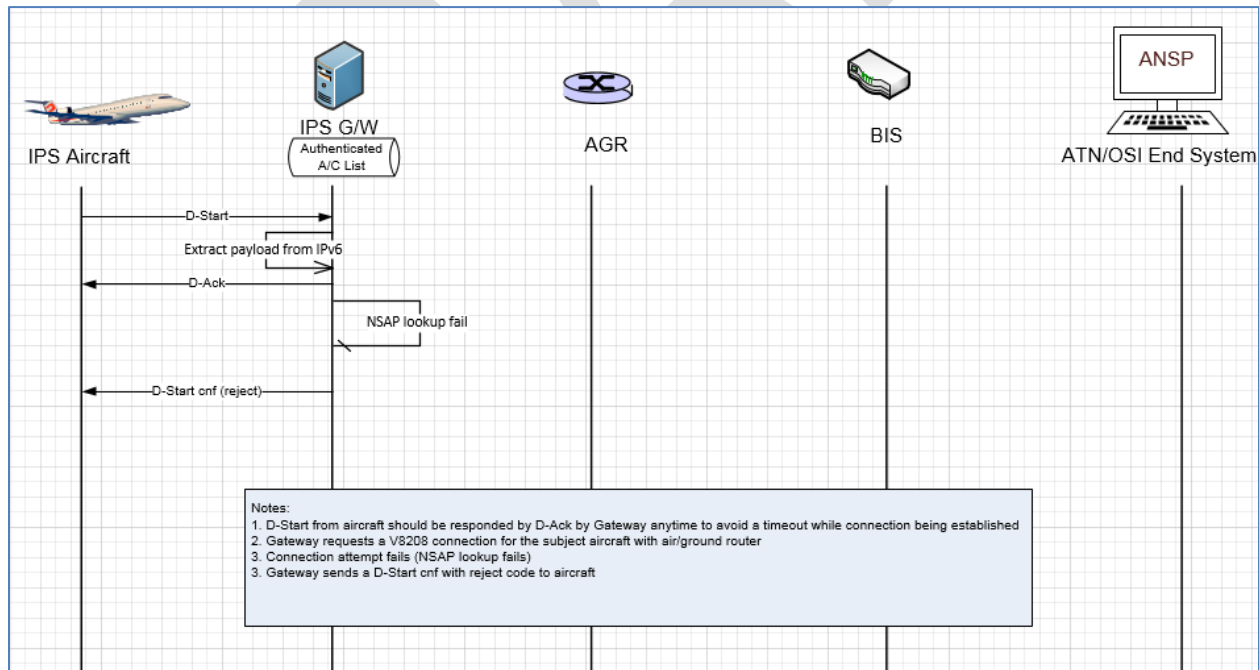 ANSP
IPS G/W
Authenticated
A/C List
IPS Aircraft
AGR
BIS
ATN/OSI End System
D-Start
Extract payload from IPv6
D-Ack
NSAP lookup fail
D-Start cnf (reject)
Notes:
1. D-Start from aircraft should be responded by D-Ack by Gateway anytime to avoid a timeout while connection being established
2. Gateway requests a V8208 connection for the subject aircraft with air/ground router
3. Connection attempt fails (NSAP lookup fails)
3. Gateway sends a D-Start cnf with reject code to aircraft